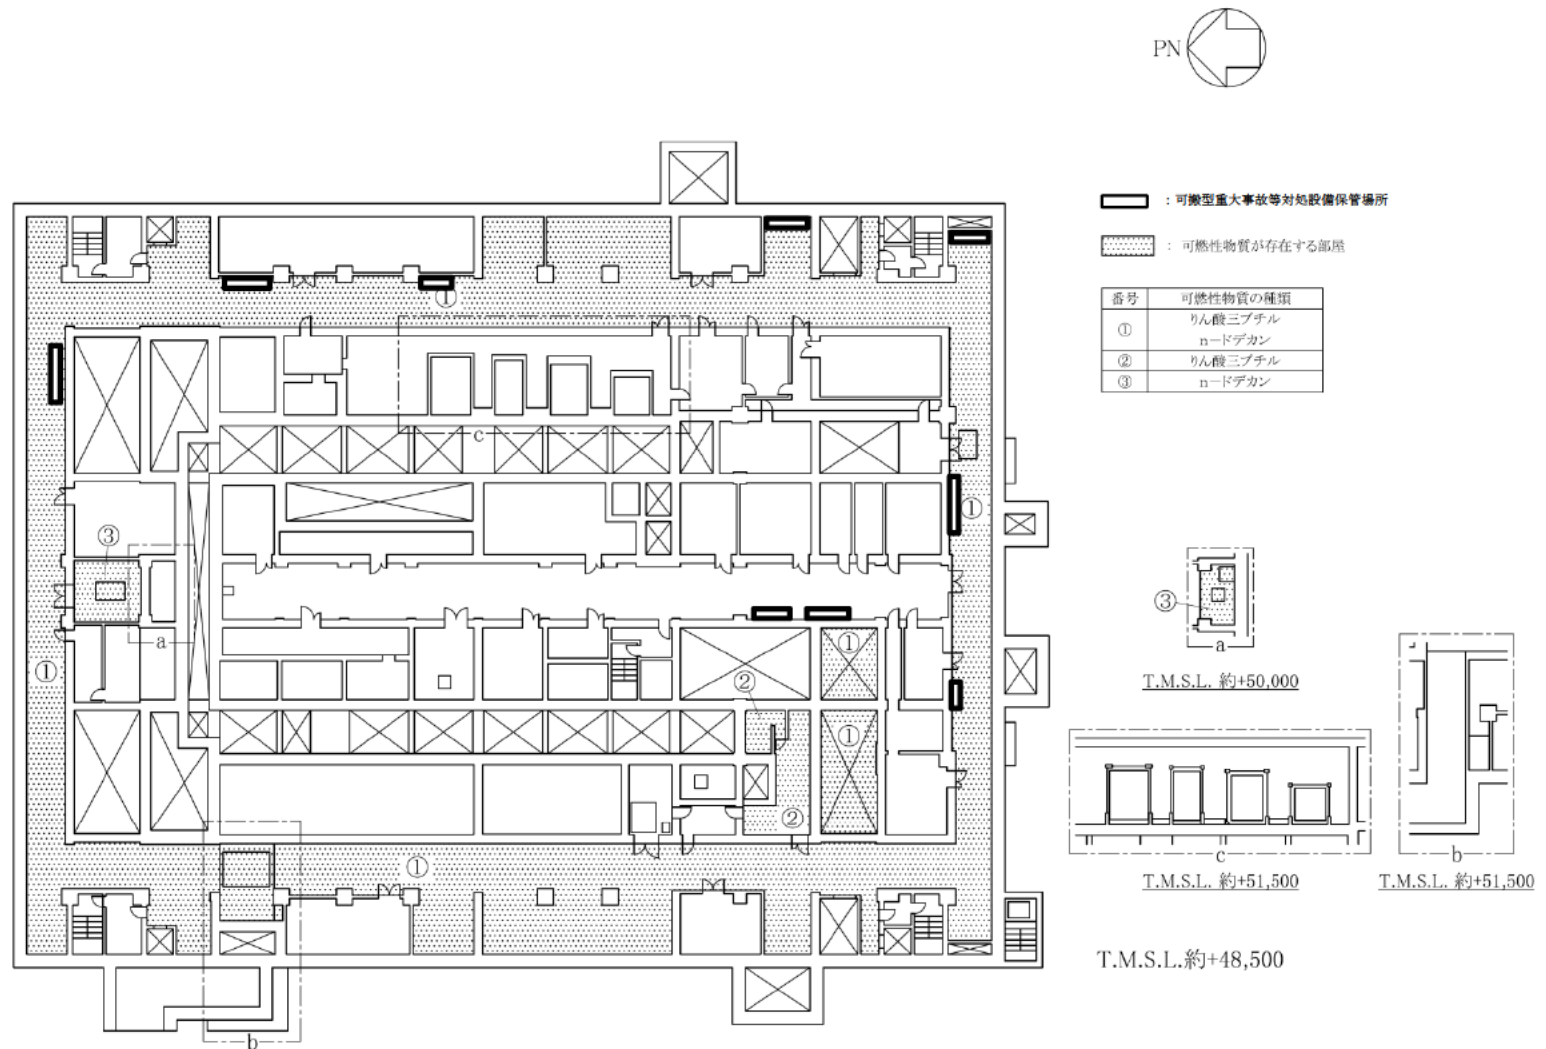 PN
：可搬型重大事故等対処設備保管場所
：可燃性物質が存在する部屋
番号 可燃性物質の種類
① りん酸三ブチル
n－ドデカン
② りん酸三ブチル
③ n－ドデカン
①
c
①
③
a
①
①
②
①
②
①
b
③
a
T.M.S.L. 約+50,000
c
T.M.S.L. 約+51,500
b
T.M.S.L. 約+51,500
T.M.S.L.約+48,500